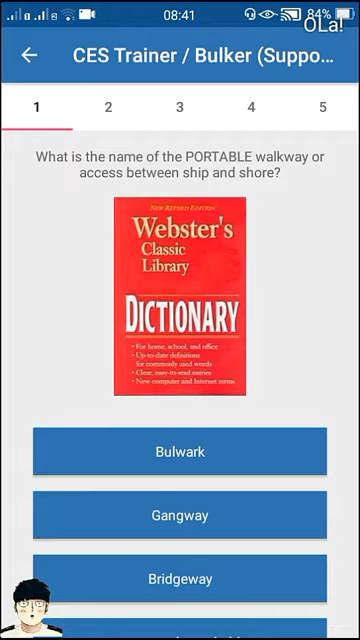 08:41
84%
OLa!
CES Trainer / Bulker (Suppo...
1 2 3 4 5
What is the name of the PORTABLE walkway or
access between ship and shore?
NEW REVISED EDITION
Webster's
Classic
Library
DICTIONARY
• For home, school, and office
• Up-to-date definitions
for commonly used words
• Clear, easy-to-read entries
• New computer and Internet terms
Bulwark
Gangway
Bridgeway